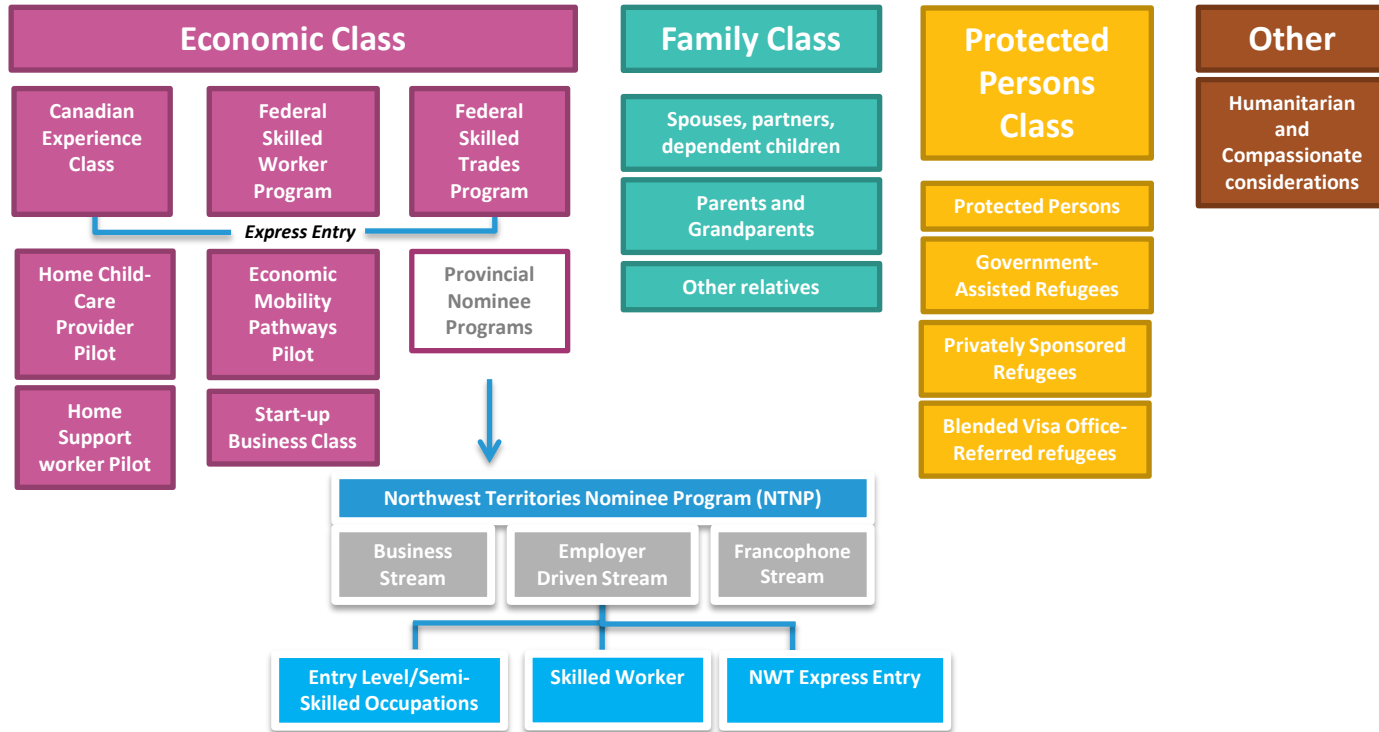 Economic Class
Canadian
Experience
Class
Federal
Skilled
Worker
Program
Federal
Skilled
Trades
Program
Express Entry
Home Child-
Care
Provider
Pilot
Economic
Mobility
Pathways
Pilot
Provincial
Nominee
Programs
Home
Support
worker Pilot
Start-up
Business Class
Family Class
Spouses, partners,
dependent children
Parents and
Grandparents
Other relatives
Protected
Persons
Class
Protected Persons
Government-
Assisted Refugees
Privately Sponsored
Refugees
Blended Visa Office-
Referred refugees
Other
Humanitarian
and
Compassionate
considerations
Northwest Territories Nominee Program (NTNP)
Business
Stream
Employer
Driven Stream
Francophone
Stream
Entry Level/Semi-
Skilled Occupations
Skilled Worker
NWT Express Entry